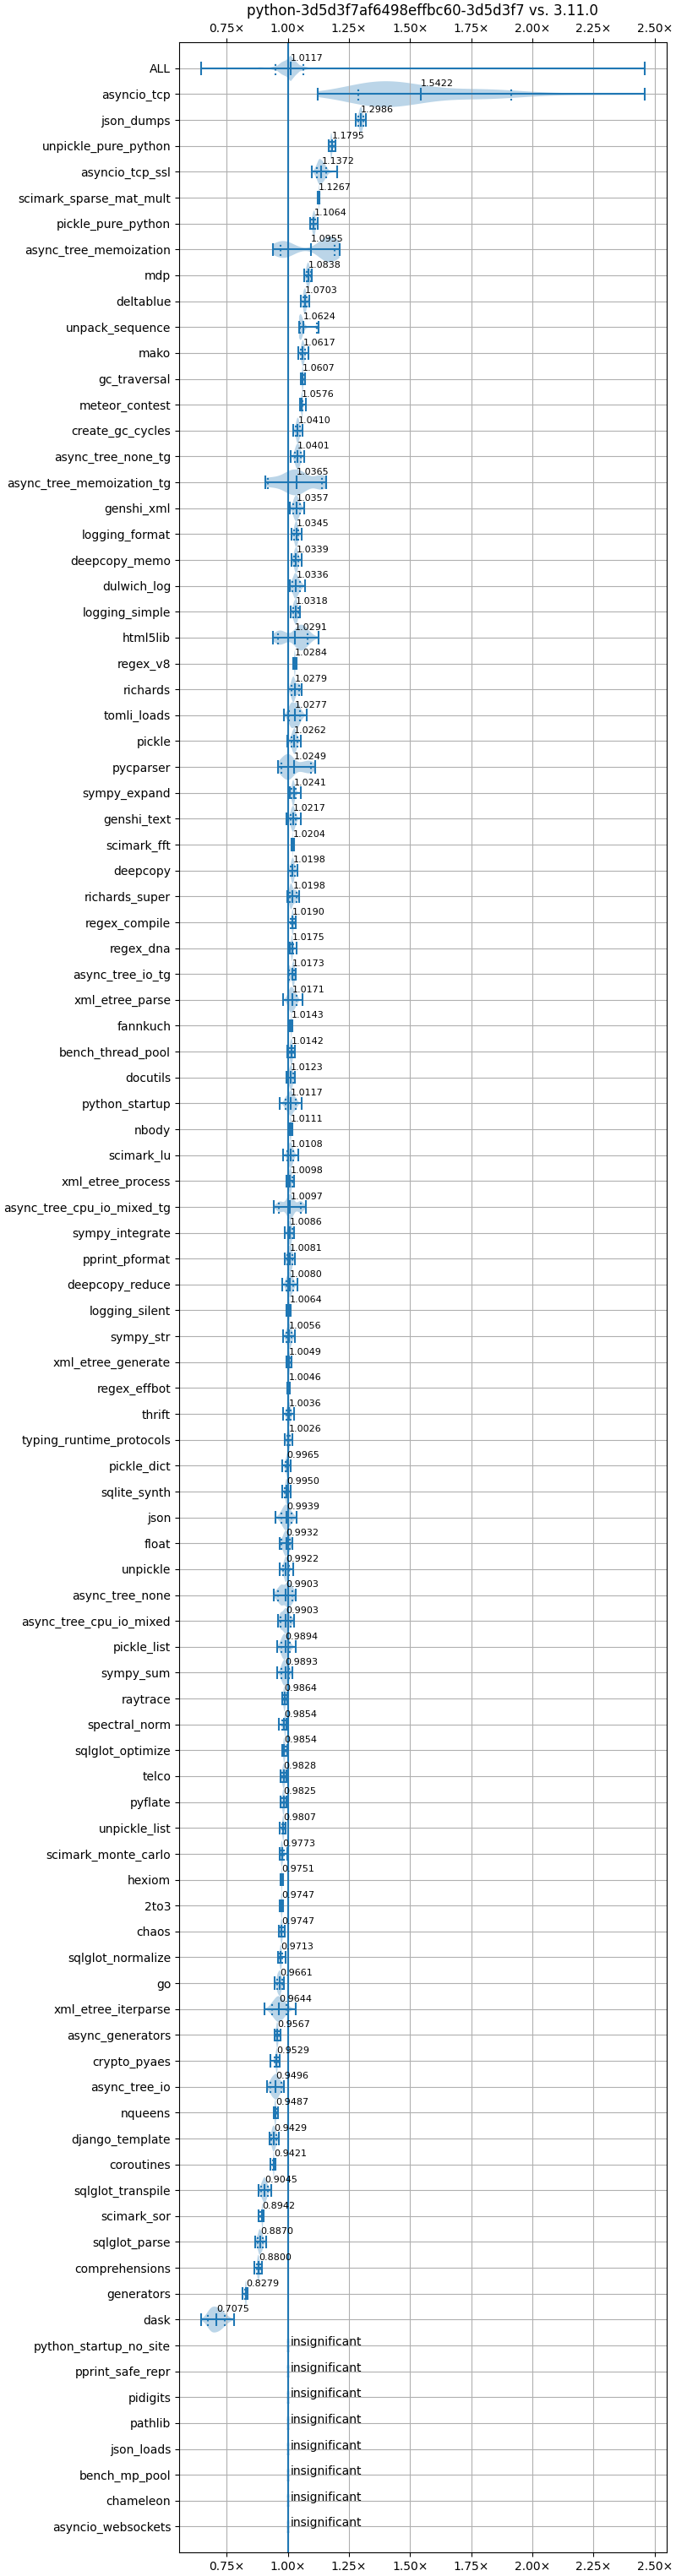 python-3d5d3f7af6498effbc60-3d5d3f7 vs. 3.11.0
0.75× 1.00× 1.25× 1.50× 1.75× 2.00× 2.25× 2.50×
ALL 1.0117
asyncio_tcp 1.5422
json_dumps 1.2986
unpickle_pure_python 1.1795
asyncio_tcp_ssl 1.1372
scimark_sparse_mat_mult 1.1267
pickle_pure_python 1.1064
async_tree_memoization 1.0955
mdp 1.0838
deltablue 1.0703
unpack_sequence 1.0624
mako 1.0617
gc_traversal 1.0607
meteor_contest 1.0576
create_gc_cycles 1.0410
async_tree_none_tg 1.0401
async_tree_memoization_tg 1.0365
genshi_xml 1.0357
logging_format 1.0345
deepcopy_memo 1.0339
dulwich_log 1.0336
logging_simple 1.0318
html5lib 1.0291
regex_v8 1.0284
richards 1.0279
tomli_loads 1.0277
pickle 1.0262
pycparser 1.0249
sympy_expand 1.0241
genshi_text 1.0217
scimark_fft 1.0204
deepcopy 1.0198
richards_super 1.0198
regex_compile 1.0190
regex_dna 1.0175
async_tree_io_tg 1.0173
xml_etree_parse 1.0171
fannkuch 1.0143
bench_thread_pool 1.0142
docutils 1.0123
python_startup 1.0117
nbody 1.0111
scimark_lu 1.0108
xml_etree_process 1.0098
async_tree_cpu_io_mixed_tg 1.0097
sympy_integrate 1.0086
pprint_pformat 1.0081
deepcopy_reduce 1.0080
logging_silent 1.0064
sympy_str 1.0056
xml_etree_generate 1.0049
regex_effbot 1.0046
thrift 1.0036
typing_runtime_protocols 1.0026
pickle_dict 0.9965
sqlite_synth 0.9950
json 0.9939
float 0.9932
unpickle 0.9922
async_tree_none 0.9903
async_tree_cpu_io_mixed 0.9903
pickle_list 0.9894
sympy_sum 0.9893
raytrace 0.9864
spectral_norm 0.9854
sqlglot_optimize 0.9854
telco 0.9828
pyflate 0.9825
unpickle_list 0.9807
scimark_monte_carlo 0.9773
hexiom 0.9751
2to3 0.9747
chaos 0.9747
sqlglot_normalize 0.9713
go 0.9661
xml_etree_iterparse 0.9644
async_generators 0.9567
crypto_pyaes 0.9529
async_tree_io 0.9496
nqueens 0.9487
django_template 0.9429
coroutines 0.9421
sqlglot_transpile 0.9045
scimark_sor 0.8942
sqlglot_parse 0.8870
comprehensions 0.8800
generators 0.8279
dask 0.7075
python_startup_no_site insignificant
pprint_safe_repr insignificant
pidigits insignificant
pathlib insignificant
json_loads insignificant
bench_mp_pool insignificant
chameleon insignificant
asyncio_websockets insignificant
0.75× 1.00× 1.25× 1.50× 1.75× 2.00× 2.25× 2.50×